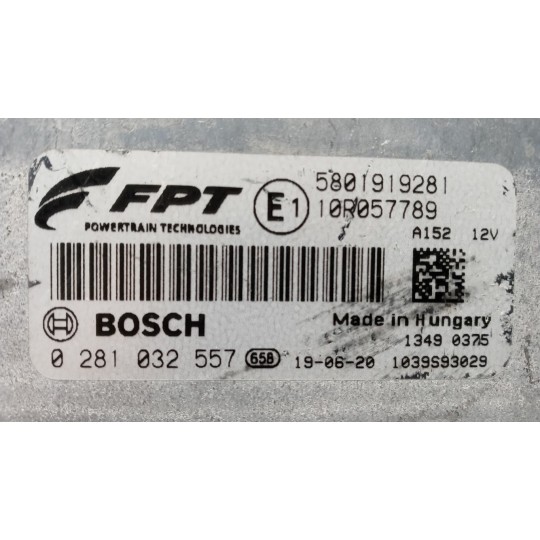 FPT
POWERTRAIN TECHNOLOGIES
E1
5801919281
10R057789
A152 12V
BOSCH
Made in Hungary
1349 0375
0 281 032 557 658 19-06-20 1039S93029